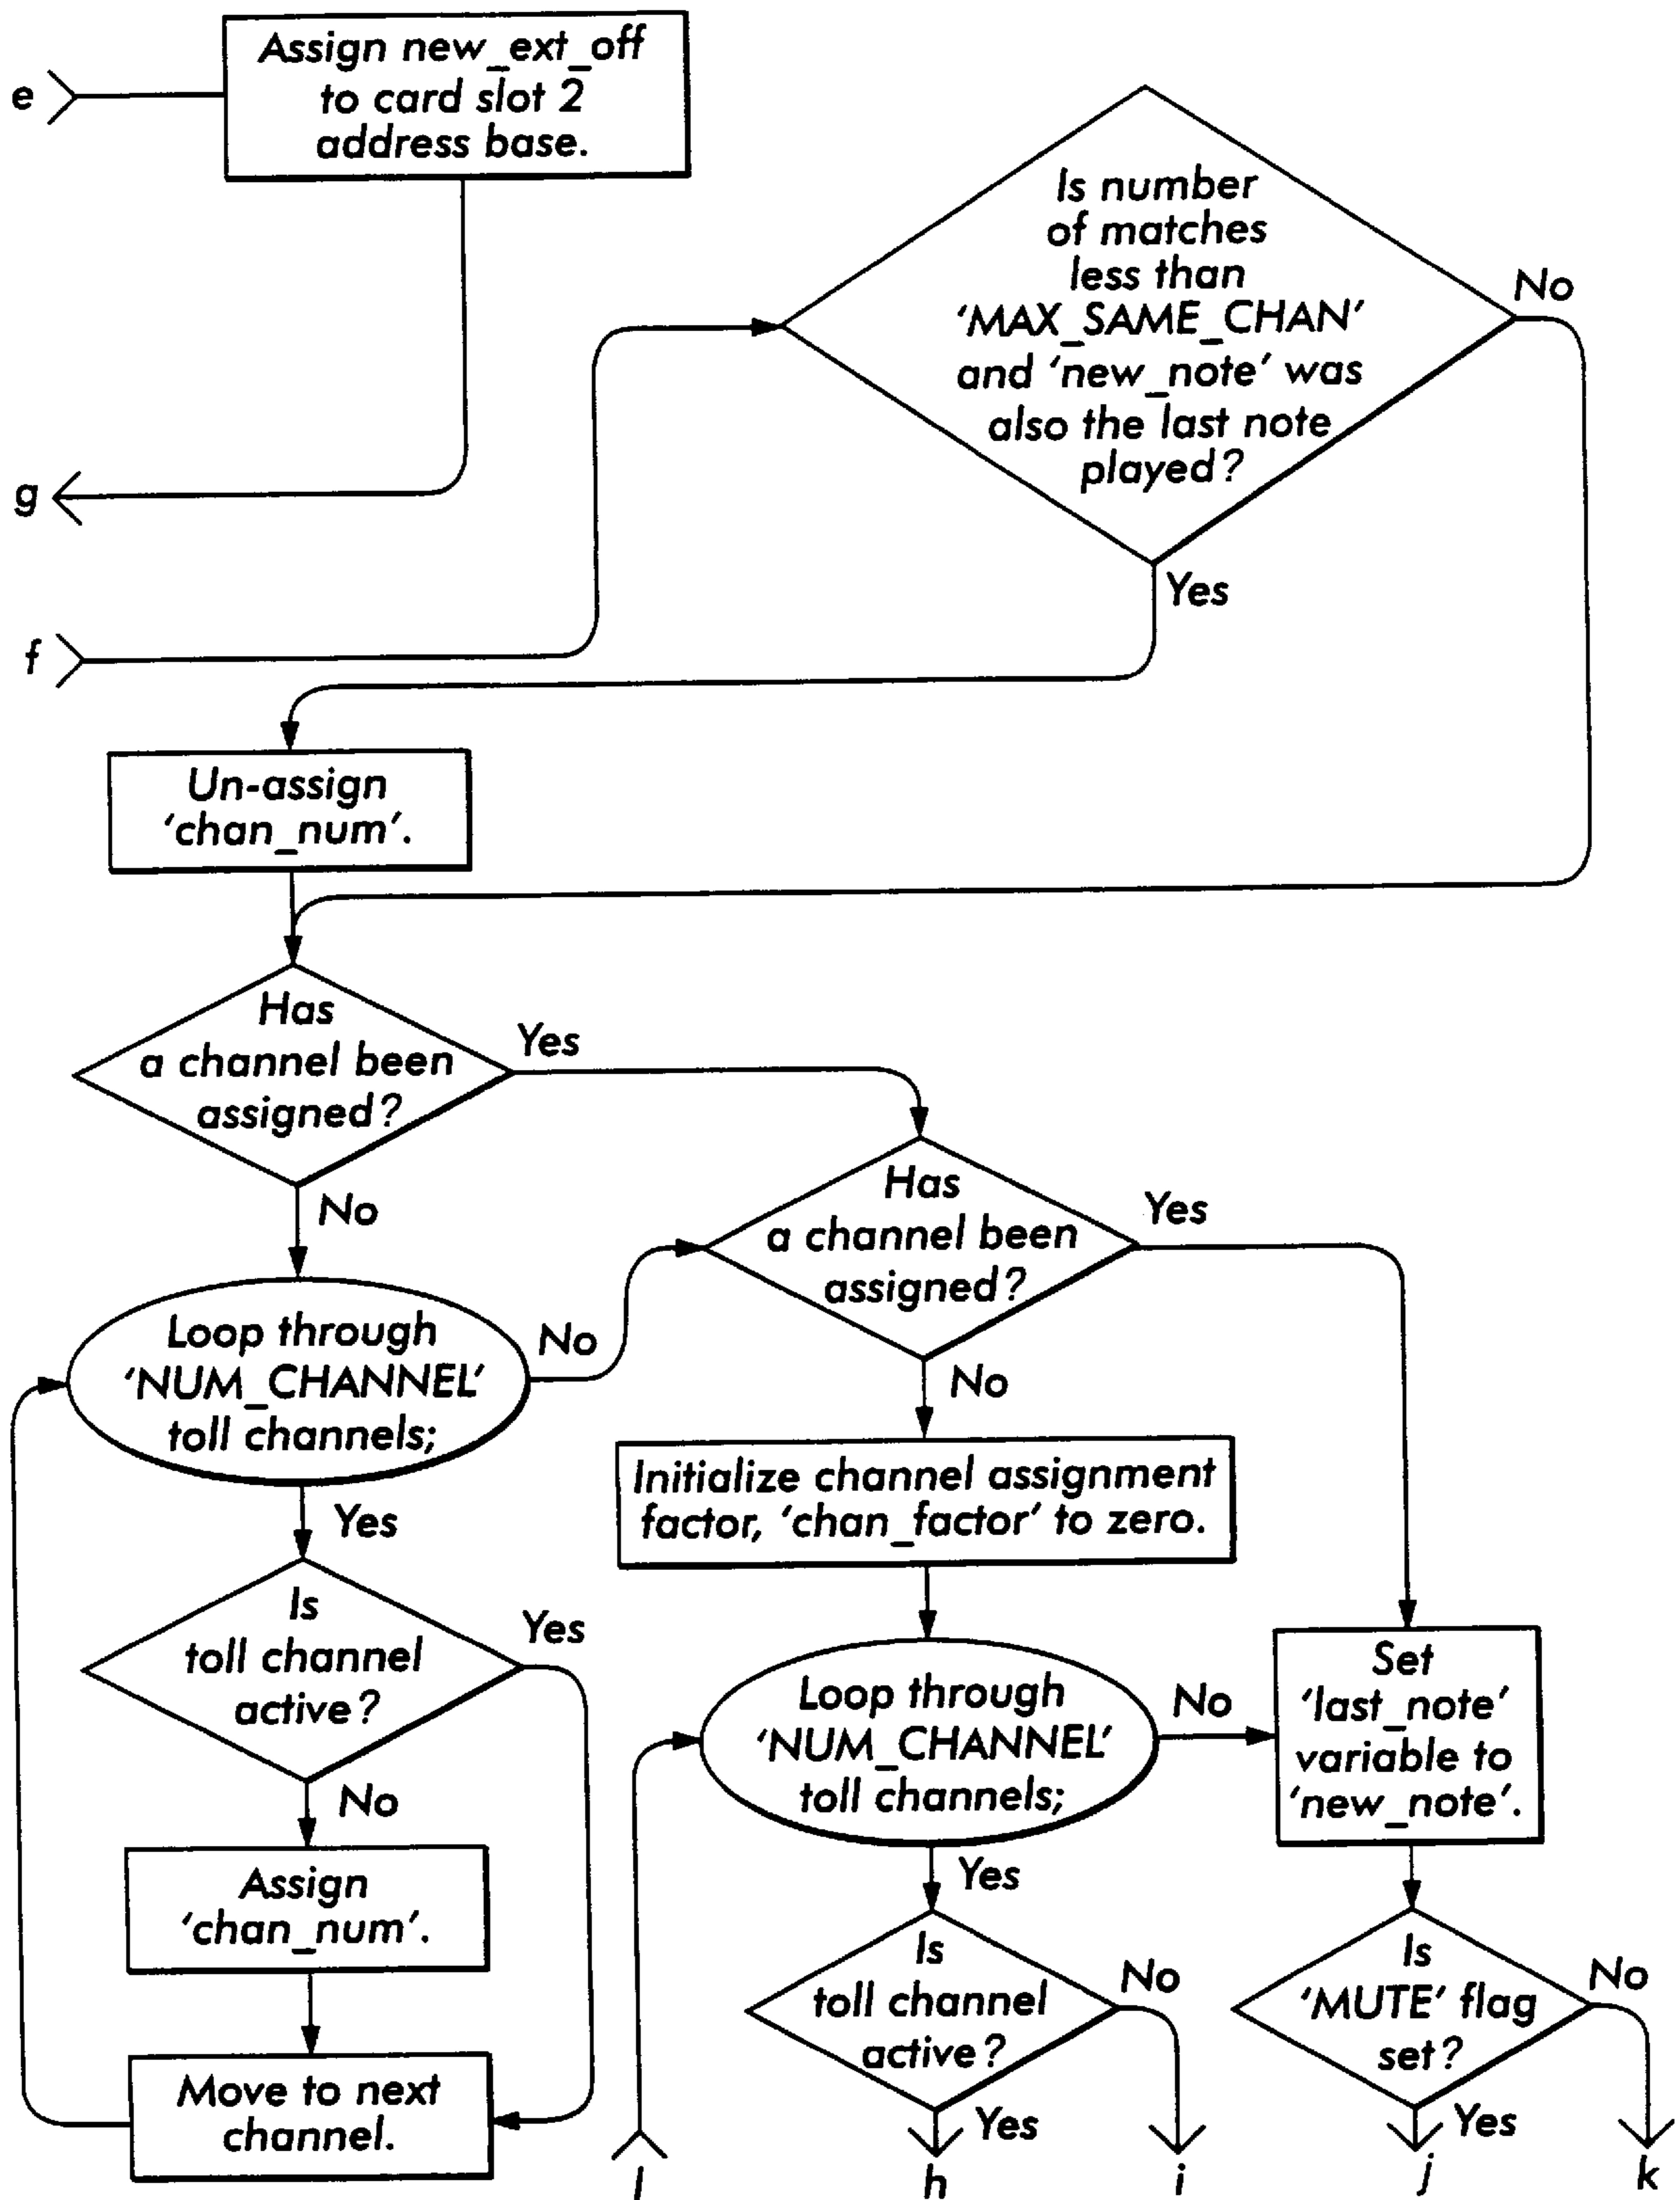 e
Assign new_ext_off
to card slot 2
address base.
g
f
Is number
of matches
less than
'MAX_SAME_CHAN'
and 'new_note' was
also the last note
played?
No
Yes
Un-assign
'chan_num'.
Has
a channel been
assigned?
Yes
No
Has
a channel been
assigned?
Yes
No
Loop through
'NUM_CHANNEL'
toll channels;
No
Yes
Initialize channel assignment
factor, 'chan_factor' to zero.
Is
toll channel
active?
Yes
No
Loop through
'NUM_CHANNEL'
toll channels;
No
Yes
Set
'last_note'
variable to
'new_note'.
Assign
'chan_num'.
Move to next
channel.
Is
toll channel
active?
No
Yes
Is
'MUTE' flag
set?
No
Yes
l
h
i
j
k